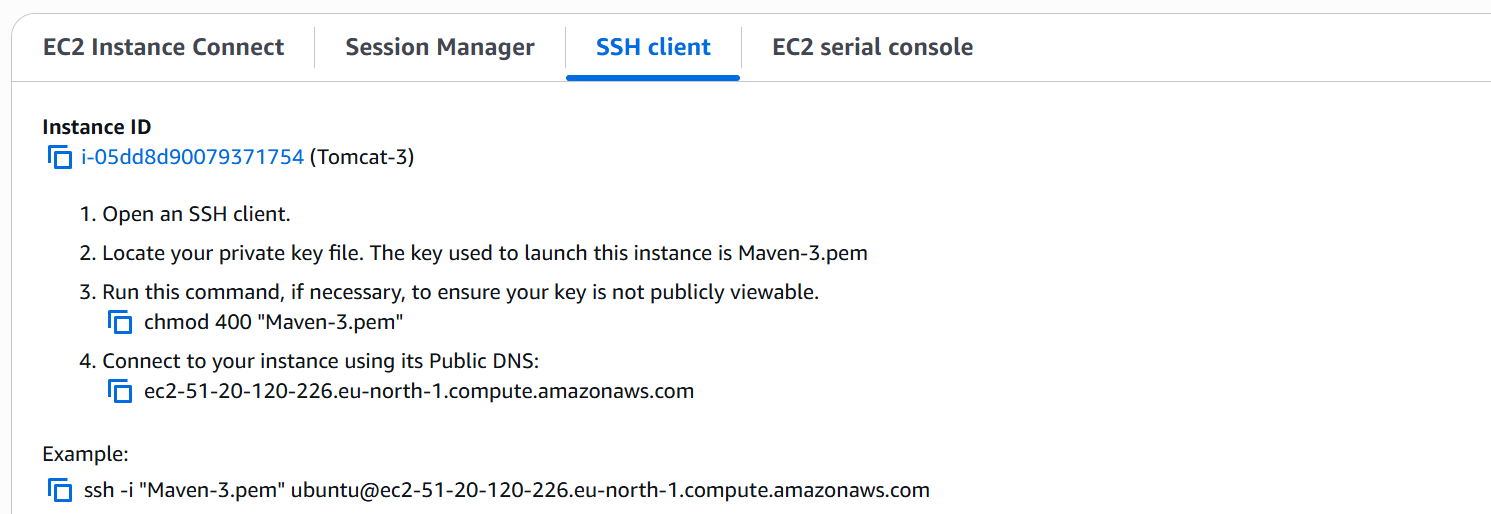 EC2 Instance Connect
Session Manager
SSH client
EC2 serial console
Instance ID
i-05dd8d90079371754 (Tomcat-3)
1. Open an SSH client.
2. Locate your private key file. The key used to launch this instance is Maven-3.pem
3. Run this command, if necessary, to ensure your key is not publicly viewable.
chmod 400 "Maven-3.pem"
4. Connect to your instance using its Public DNS:
ec2-51-20-120-226.eu-north-1.compute.amazonaws.com
Example:
ssh -i "Maven-3.pem" ubuntu@ec2-51-20-120-226.eu-north-1.compute.amazonaws.com